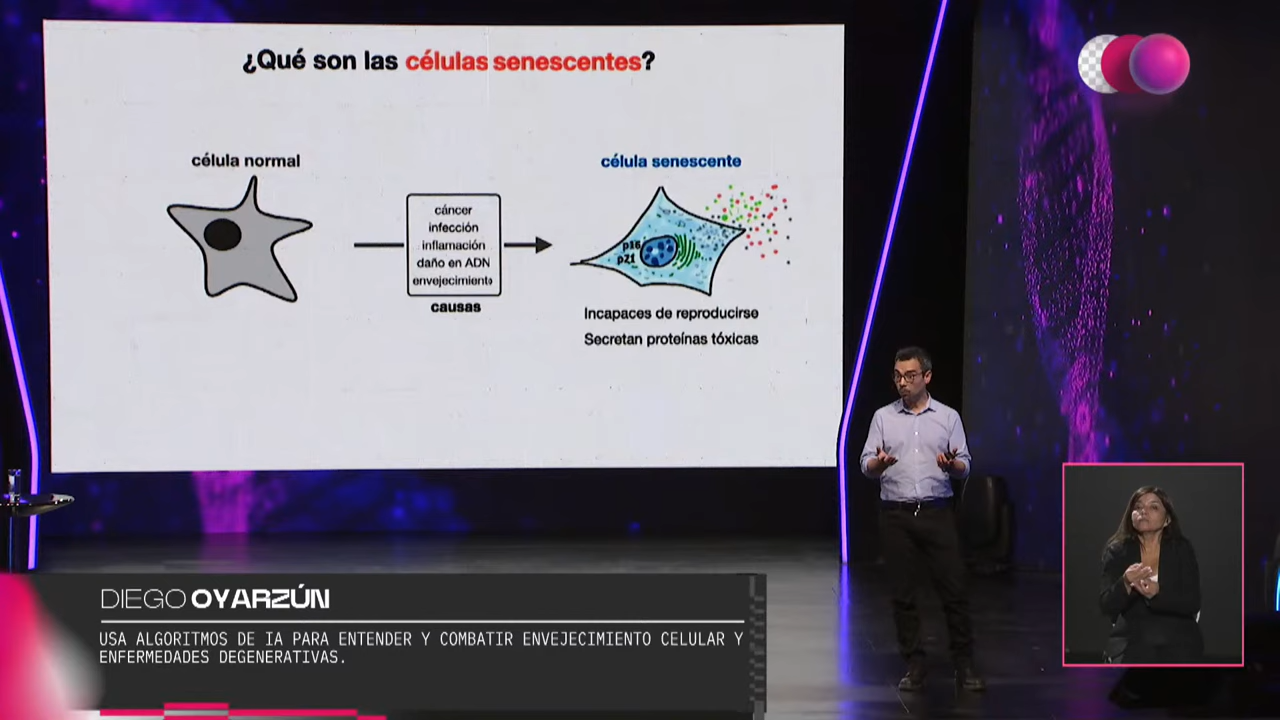 ¿Qué son las células senescentes?
célula normal
cáncer
infección
inflamación
daño en ADN
envejecimiento
causas
célula senescente
p16
p21
Incapaces de reproducirse
Secretan proteínas tóxicas
DIEGO OYARZÚN
USA ALGORITMOS DE IA PARA ENTENDER Y COMBATIR ENVEJECIMIENTO CELULAR Y
ENFERMEDADES DEGENERATIVAS.